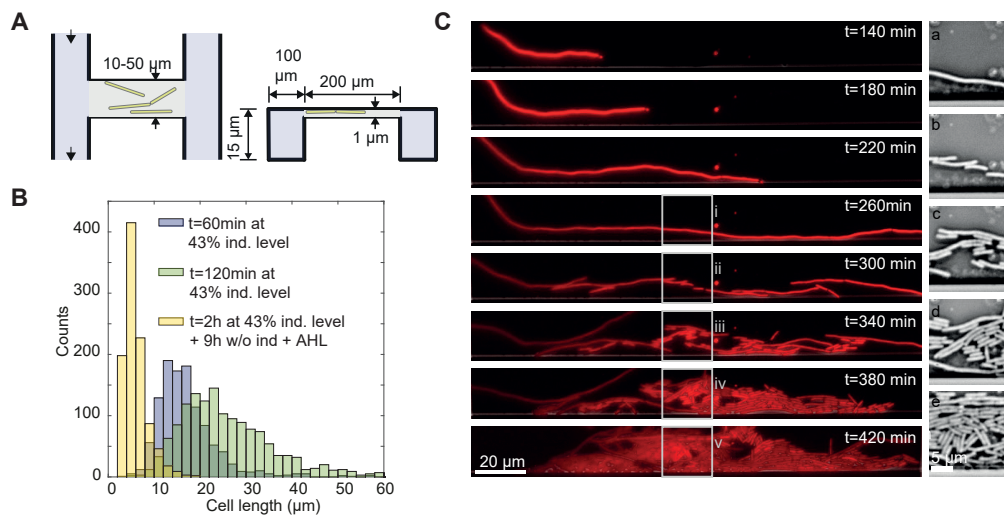 A
10-50 µm
100
µm
200 µm
15 µm
1 µm
B
400
300
200
100
0
Counts
t=60min at
43% ind. level
t=120min at
43% ind. level
t=2h at 43% ind. level
+ 9h w/o ind + AHL
0
10
20
30
40
50
60
Cell length (µm)
C
t=140 min
t=180 min
t=220 min
t=260min
i
t=300 min
ii
t=340 min
iii
t=380 min
iv
t=420 min
v
20 µm
a
b
c
d
e
5 µm